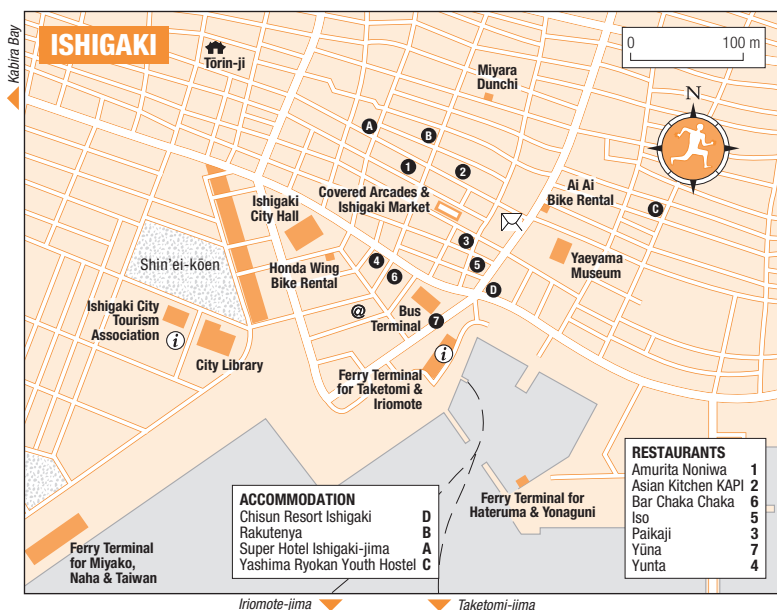 ISHIGAKI
Kabira Bay
Tōrin-ji
0 100 m
Miyara
Dunchi
N
A
B
1
2
Covered Arcades &
Ishigaki Market
Ai Ai
Bike Rental
C
Ishigaki
City Hall
3
Shin'ei-kōen
Honda Wing
Bike Rental
4
6
5
Yaeyama
Museum
D
@
Bus
Terminal
7
Ishigaki City
Tourism
Association
i
City Library
i
Ferry Terminal
for Taketomi &
Iriomote
Ferry Terminal for
Hateruma & Yonaguni
Ferry Terminal
for Miyako,
Naha & Taiwan
ACCOMMODATION
Chisun Resort Ishigaki D
Rakutenya B
Super Hotel Ishigaki-jima A
Yashima Ryokan Youth Hostel C
RESTAURANTS
Amurita Noniwa 1
Asian Kitchen KAPI 2
Bar Chaka Chaka 6
Iso 5
Paikaji 3
Yūna 7
Yunta 4
Iriomote-jima
Taketomi-jima